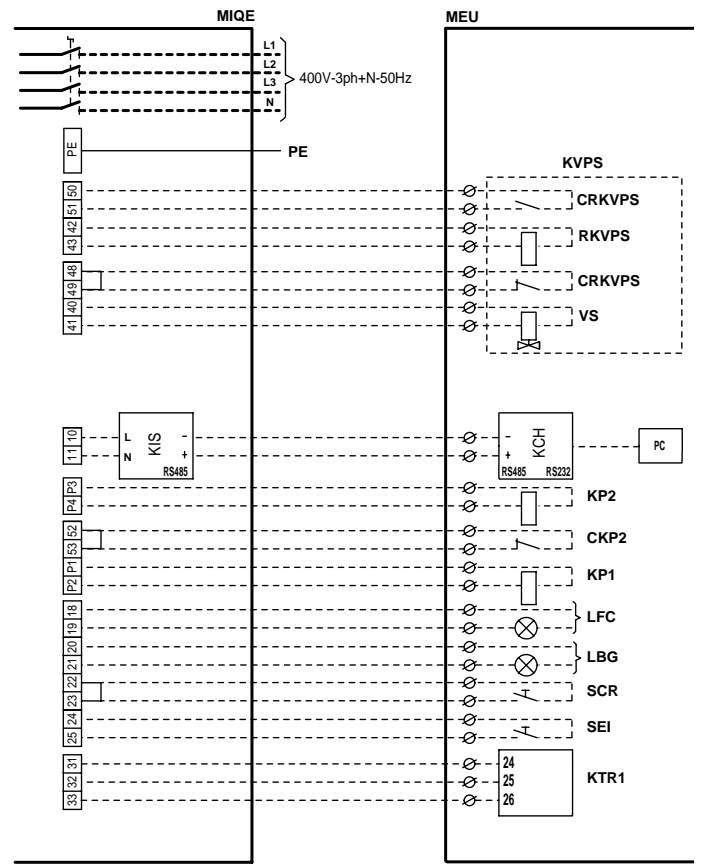 MIQE MEU
L1
L2
L3
N
400V-3ph+N-50Hz
PE PE
KVPS
50 CRKVPS
51
42 RKVPS
43
48 CRKVPS
49
40 VS
41
10 L KIS - - KCH PC
11 N + +
RS485 RS485 RS232
P3 KP2
P4
52 CKP2
53
P1 KP1
P2
18 LFC
19
20 LBG
21
22 SCR
23
24 SEI
25
31 24
32 25 KTR1
33 26